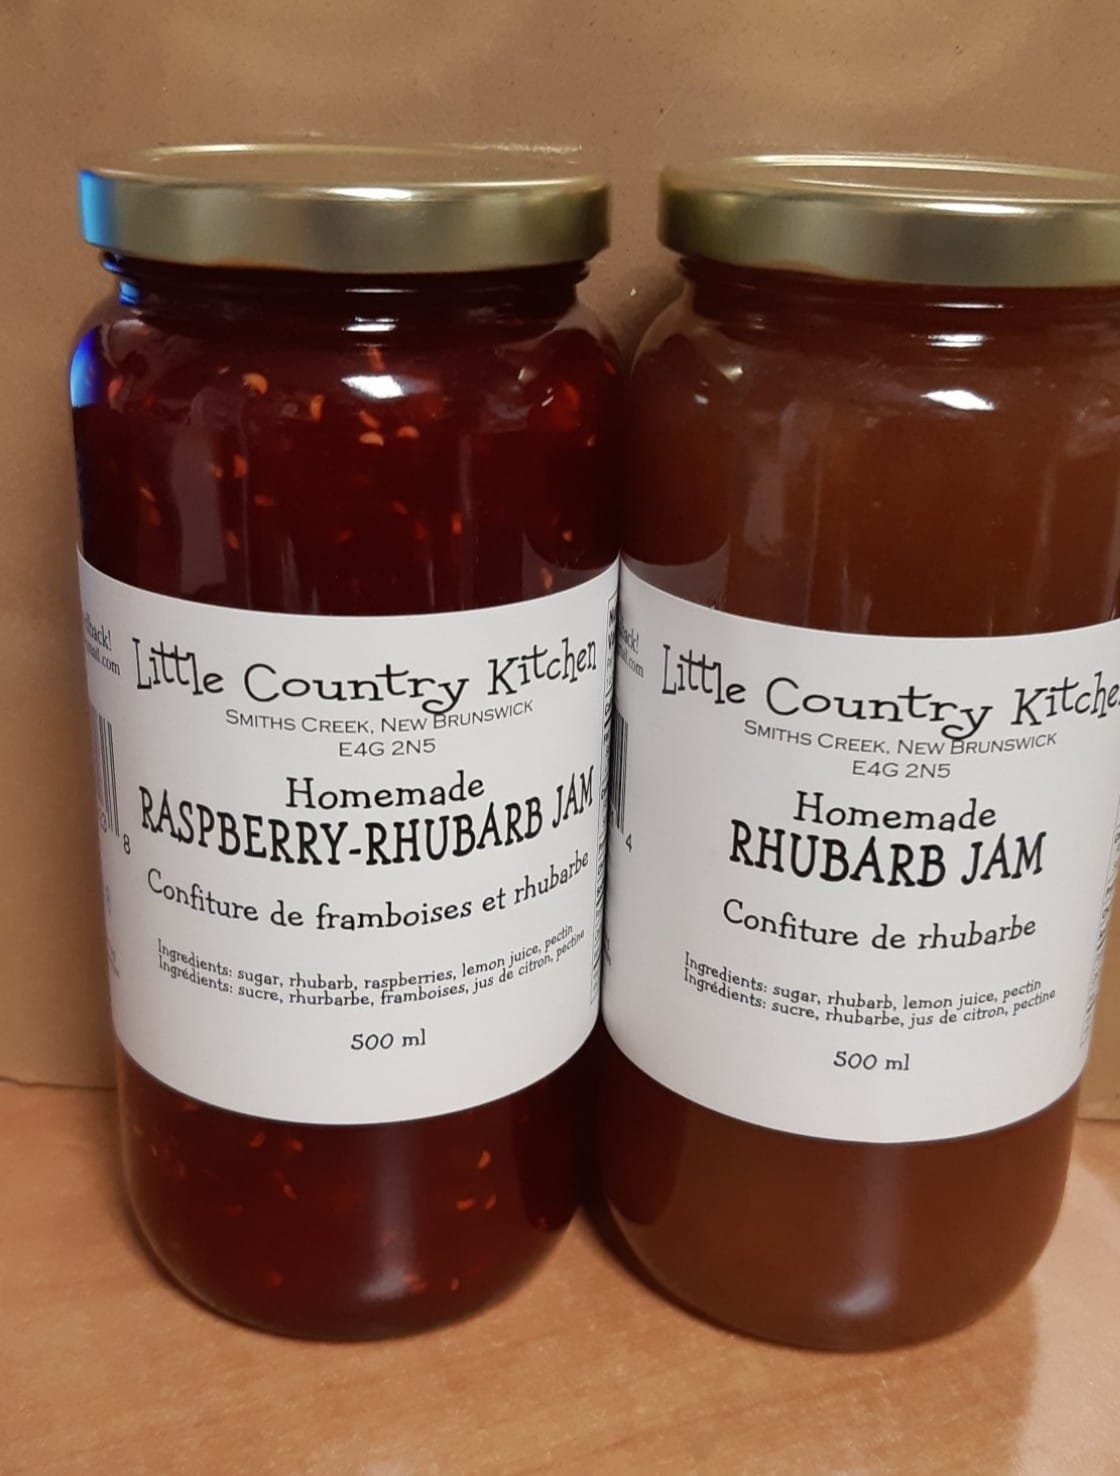 Little Country Kitchen
SMITHS CREEK, NEW BRUNSWICK
E4G 2N5
Homemade
RASPBERRY-RHUBARB JAM
Confiture de framboises et rhubarbe
Ingredients: sugar, rhubarb, raspberries, lemon juice, pectin
Ingrédients: sucre, rhurbarbe, framboises, jus de citron, pectine
500 ml
8
Little Country Kitche
SMITHS CREEK, NEW BRUNSWICK
E4G 2N5
Homemade
RHUBARB JAM
Confiture de rhubarbe
Ingredients: sugar, rhubarb, lemon juice, pectin
Ingrédients: sucre, rhubarbe, jus de citron, pectine
500 ml
4